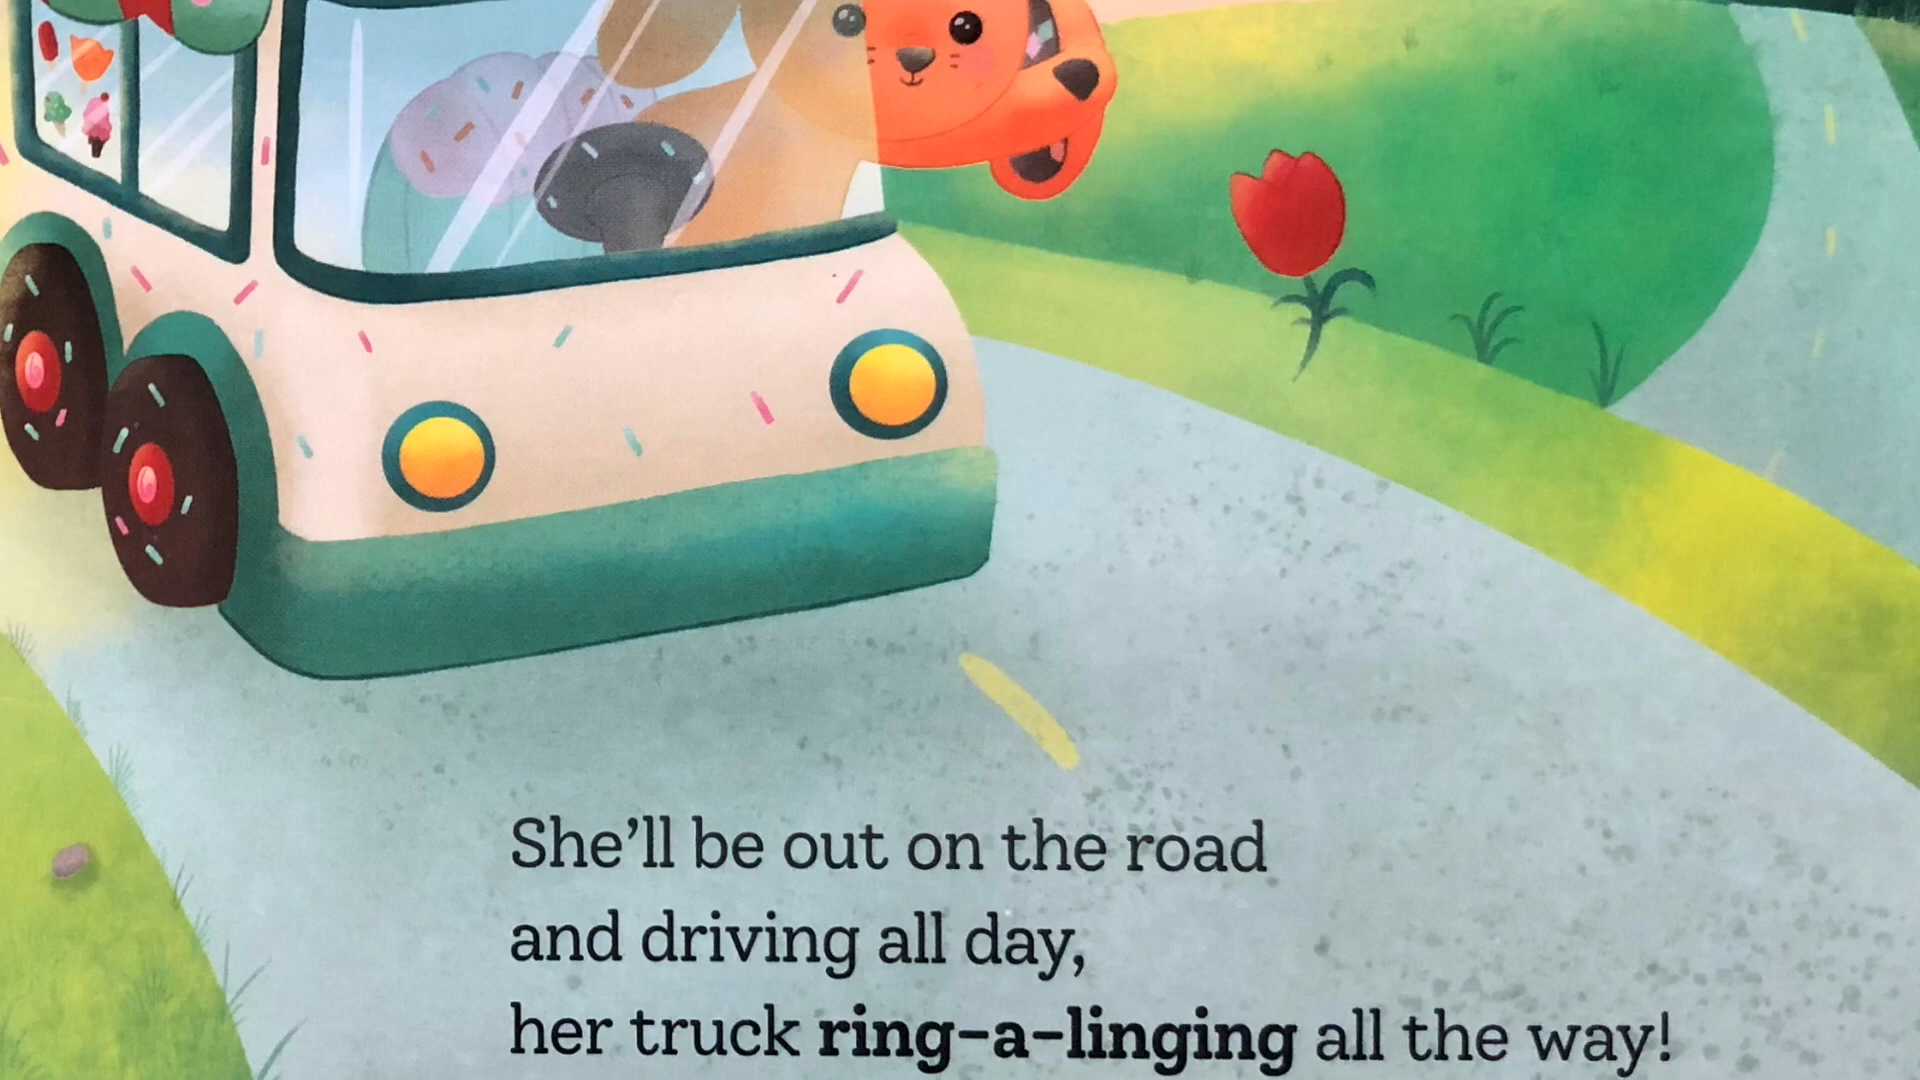 She’ll be out on the road
and driving all day,
her truck ring-a-linging all the way!